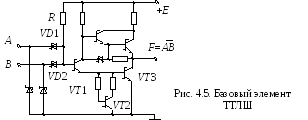 R
+E
A
VD1
F=A̅B̅
B
VD2
VT1
VT3
VT2
Рис. 4.5. Базовый элемент
ТТЛШ